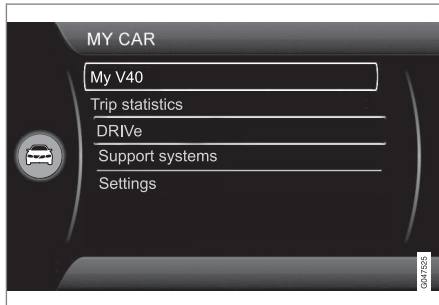 MY CAR
My V40
Trip statistics
DRIVe
Support systems
Settings
G047525